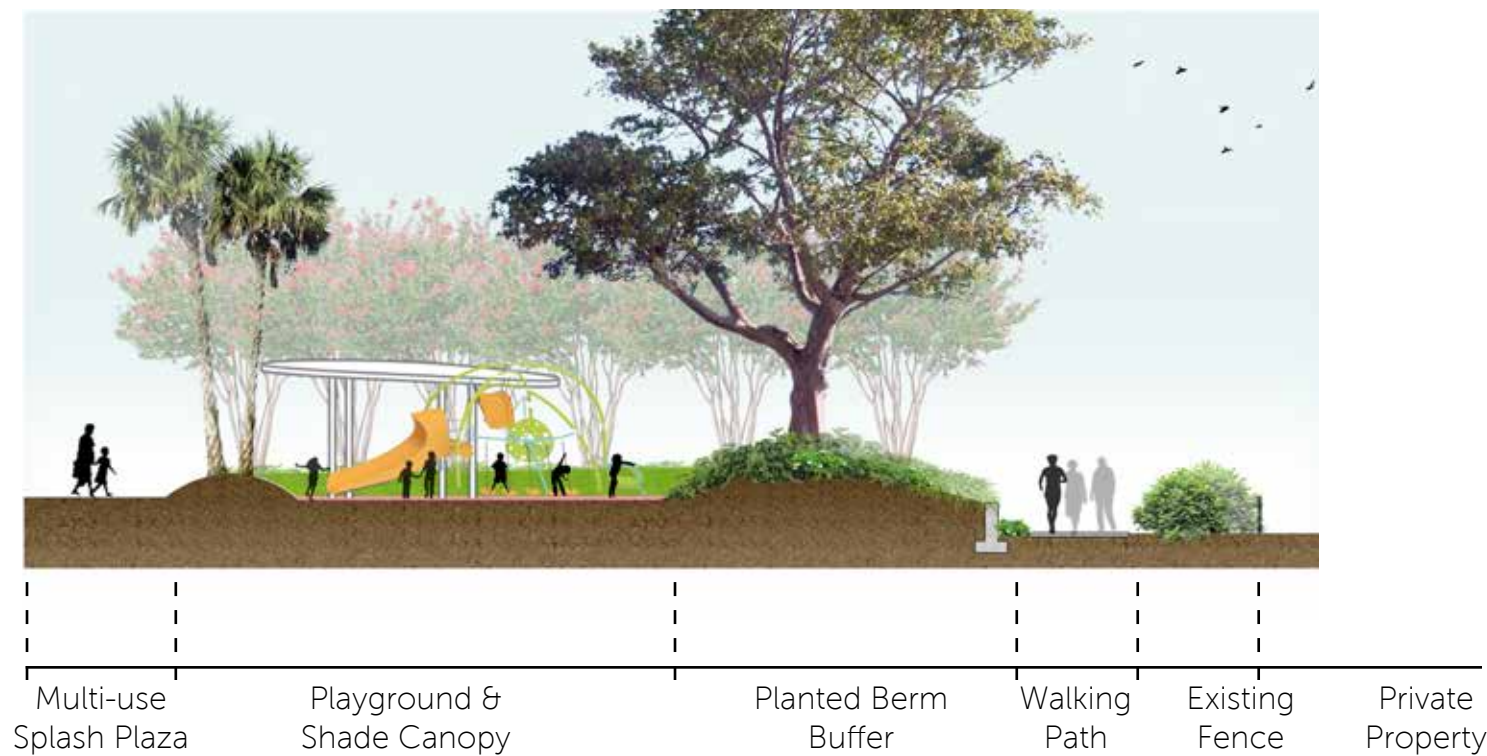 Multi-use
Splash Plaza
Playground &
Shade Canopy
Planted Berm
Buffer
Walking
Path
Existing
Fence
Private
Property